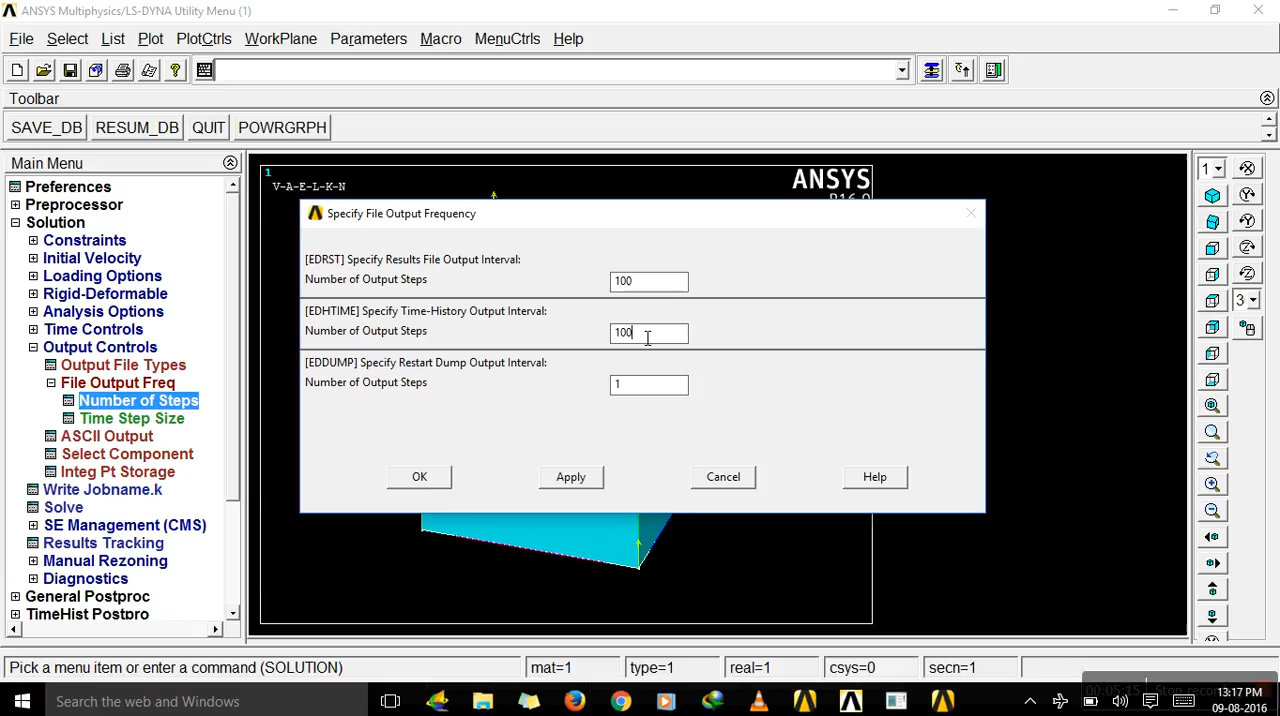 ANSYS Multiphysics/LS-DYNA Utility Menu (1)
File Select List Plot PlotCtrls WorkPlane Parameters Macro MenuCtrls Help
Toolbar
SAVE_DB RESUM_DB QUIT POWRGRPH
Main Menu
Preferences
Preprocessor
Solution
Constraints
Initial Velocity
Loading Options
Rigid-Deformable
Analysis Options
Time Controls
Output Controls
Output File Types
File Output Freq
Number of Steps
Time Step Size
ASCII Output
Select Component
Integ Pt Storage
Write Jobname.k
Solve
SE Management (CMS)
Results Tracking
Manual Rezoning
Diagnostics
General Postproc
TimeHist Postpro
1
V-A-E-L-K-N
ANSYS
R16.0
Specify File Output Frequency
[EDRST] Specify Results File Output Interval:
Number of Output Steps 100
[EDHTIME] Specify Time-History Output Interval:
Number of Output Steps 100
[EDDUMP] Specify Restart Dump Output Interval:
Number of Output Steps 1
OK Apply Cancel Help
1
3
Pick a menu item or enter a command (SOLUTION) mat=1 type=1 real=1 csys=0 secn=1
00:05:15 Stop recording
Search the web and Windows
13:17 PM
09-08-2016